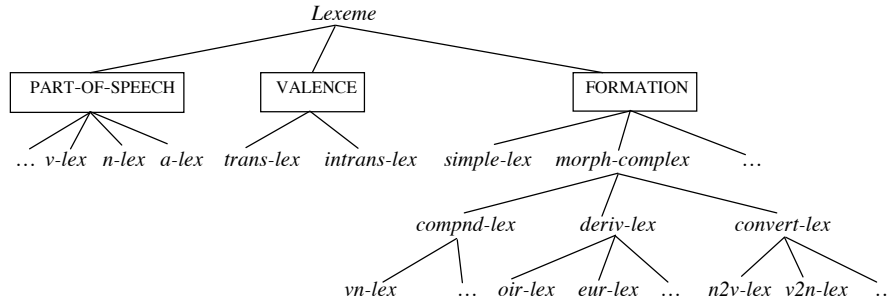 Lexeme
PART-OF-SPEECH VALENCE FORMATION
… v-lex n-lex a-lex trans-lex intrans-lex simple-lex morph-complex …
compnd-lex deriv-lex convert-lex
vn-lex … oir-lex eur-lex … n2v-lex v2n-lex …